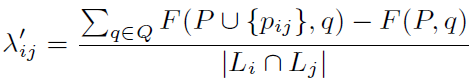 λ'_{ij} = \frac{\sum_{q \in Q} F(P \cup \{p_{ij}\}, q) - F(P, q)}{|L_i \cap L_j|}